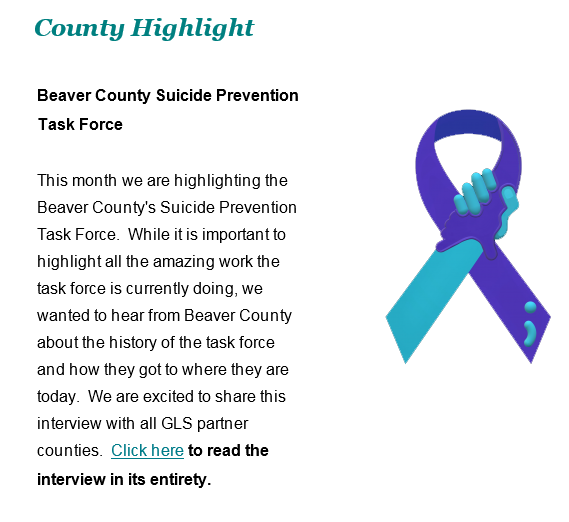 County Highlight
Beaver County Suicide Prevention
Task Force
This month we are highlighting the
Beaver County's Suicide Prevention
Task Force.  While it is important to
highlight all the amazing work the
task force is currently doing, we
wanted to hear from Beaver County
about the history of the task force
and how they got to where they are
today.  We are excited to share this
interview with all GLS partner
counties.  Click here to read the
interview in its entirety.
;